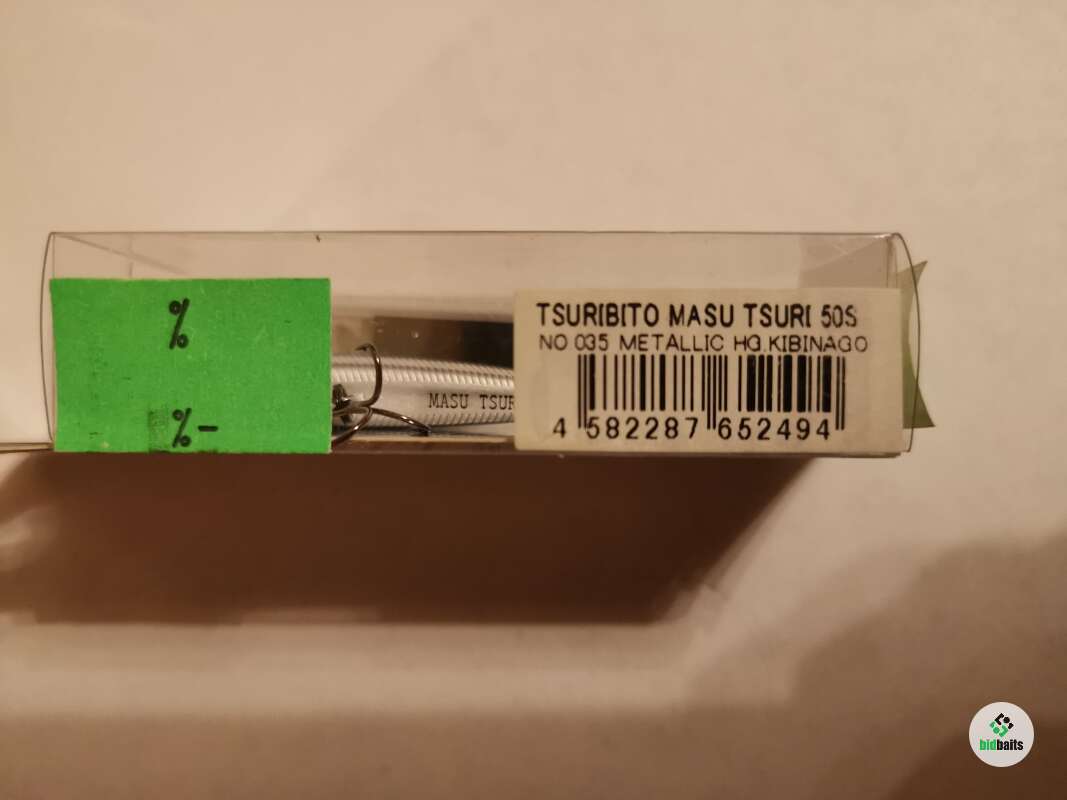 %
%-
MASU TSUR
TSURIBITO MASU TSURI 50S
NO 035 METALLIC HG.KIBINAGO
4 582287 652494
bidbaits